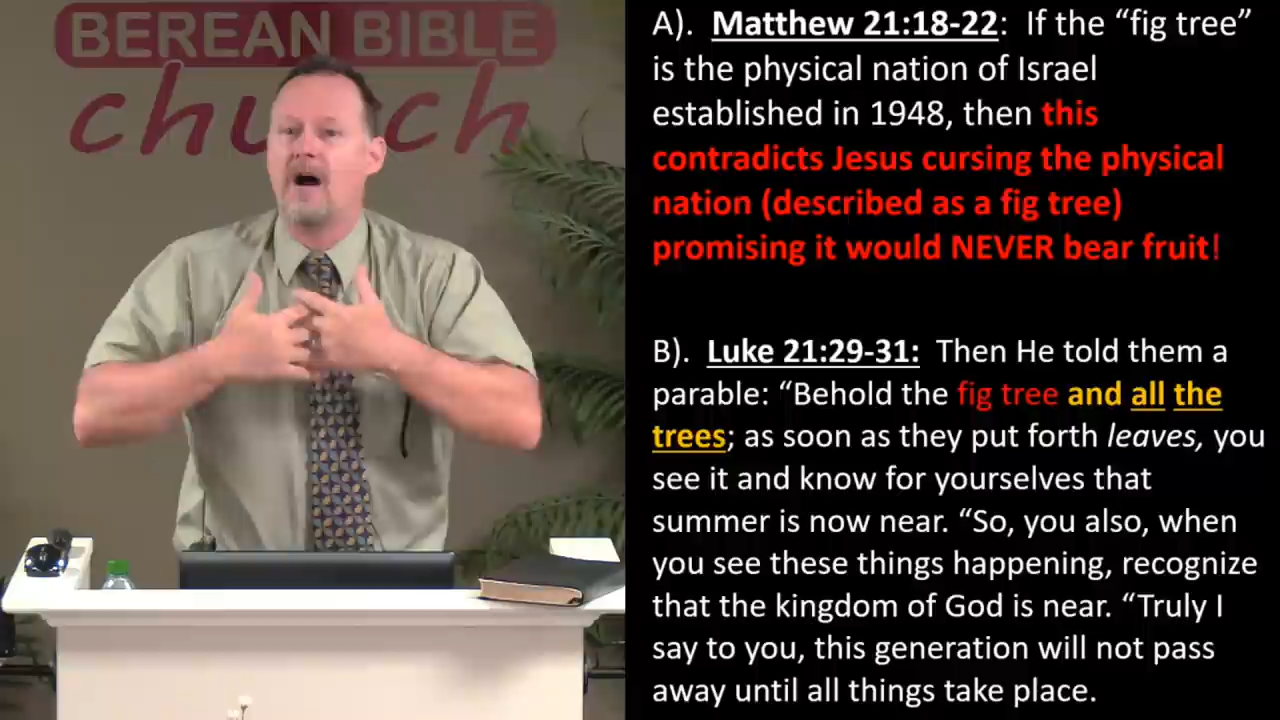 BEREAN BIBLE
church
A). Matthew 21:18-22: If the “fig tree”
is the physical nation of Israel
established in 1948, then this
contradicts Jesus cursing the physical
nation (described as a fig tree)
promising it would NEVER bear fruit!
B). Luke 21:29-31: Then He told them a
parable: “Behold the fig tree and all the
trees; as soon as they put forth leaves, you
see it and know for yourselves that
summer is now near. “So, you also, when
you see these things happening, recognize
that the kingdom of God is near. “Truly I
say to you, this generation will not pass
away until all things take place.